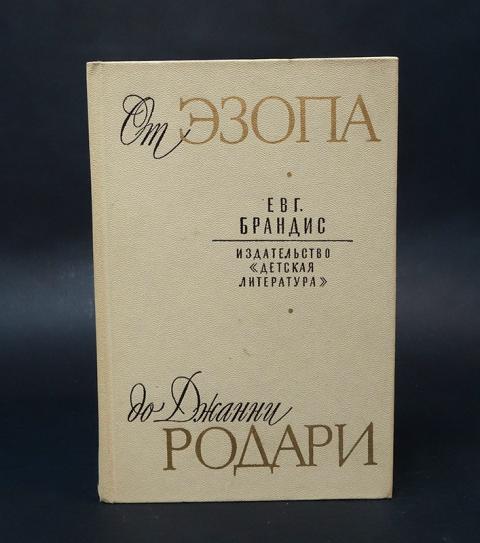 От ЭЗОПА
ЕВГ.
БРАНДИС
ИЗДАТЕЛЬСТВО
«ДЕТСКАЯ
ЛИТЕРАТУРА»
до Джанни
РОДАРИ